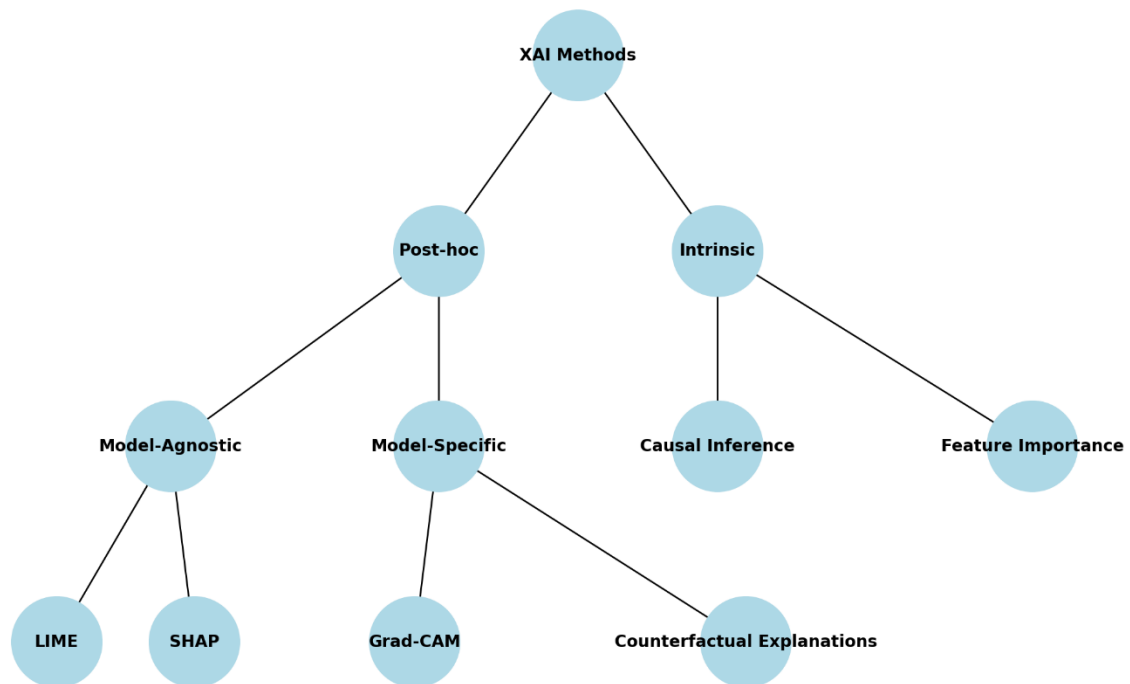 XAI Methods
Post-hoc
Intrinsic
Model-Agnostic
Model-Specific
Causal Inference
Feature Importance
LIME
SHAP
Grad-CAM
Counterfactual Explanations